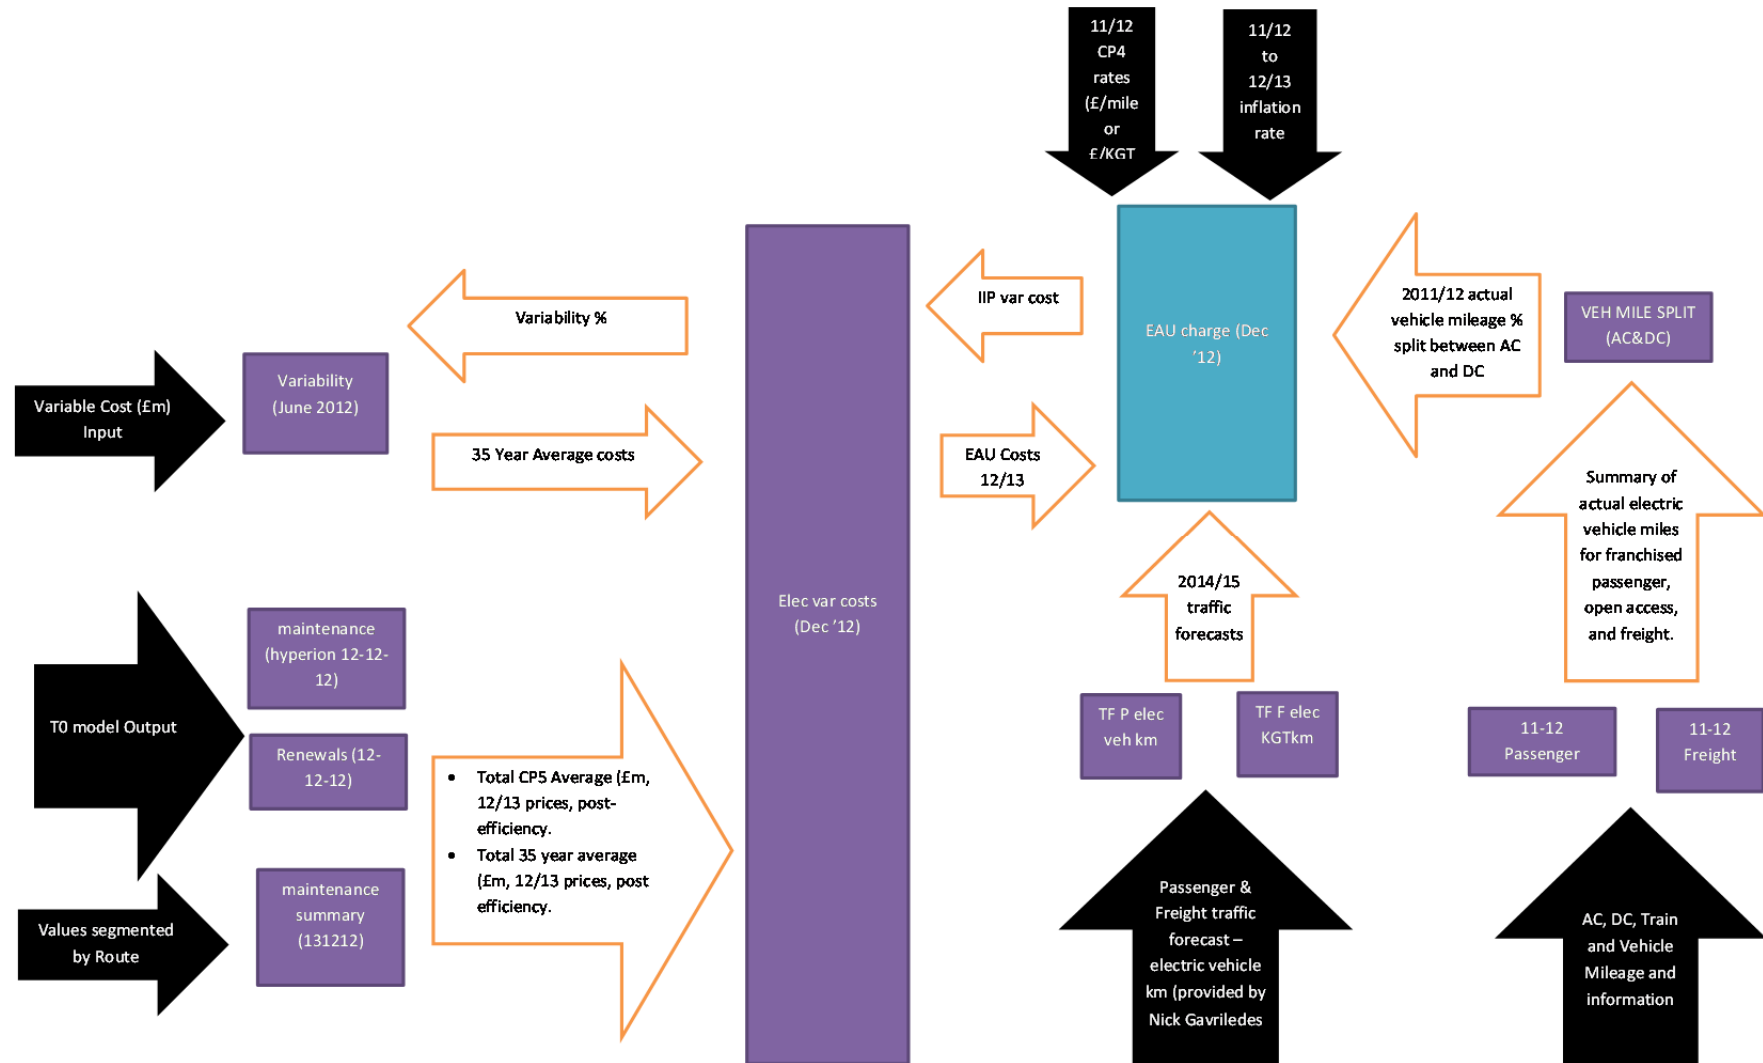 11/12
CP4
rates
(£/mile
or
£/KGT
11/12
to
12/13
inflation
rate
Variability %
IIP var cost
EAU charge (Dec
’12)
2011/12 actual
vehicle mileage %
split between AC
and DC
VEH MILE SPLIT
(AC&DC)
Variable Cost (£m)
Input
Variability
(June 2012)
35 Year Average costs
EAU Costs
12/13
Summary of
actual electric
vehicle miles
for franchised
passenger,
open access,
and freight.
Elec var costs
(Dec ’12)
2014/15
traffic
forecasts
T0 model Output
maintenance
(hyperion 12-12-
12)
Renewals (12-
12-12)
TF P elec
veh km
TF F elec
KGTkm
11-12
Passenger
11-12
Freight
• Total CP5 Average (£m,
12/13 prices, post-
efficiency.
• Total 35 year average
(£m, 12/13 prices, post
efficiency.
Values segmented
by Route
maintenance
summary
(131212)
Passenger &
Freight traffic
forecast –
electric vehicle
km (provided by
Nick Gavriledes
AC, DC, Train
and Vehicle
Mileage and
information